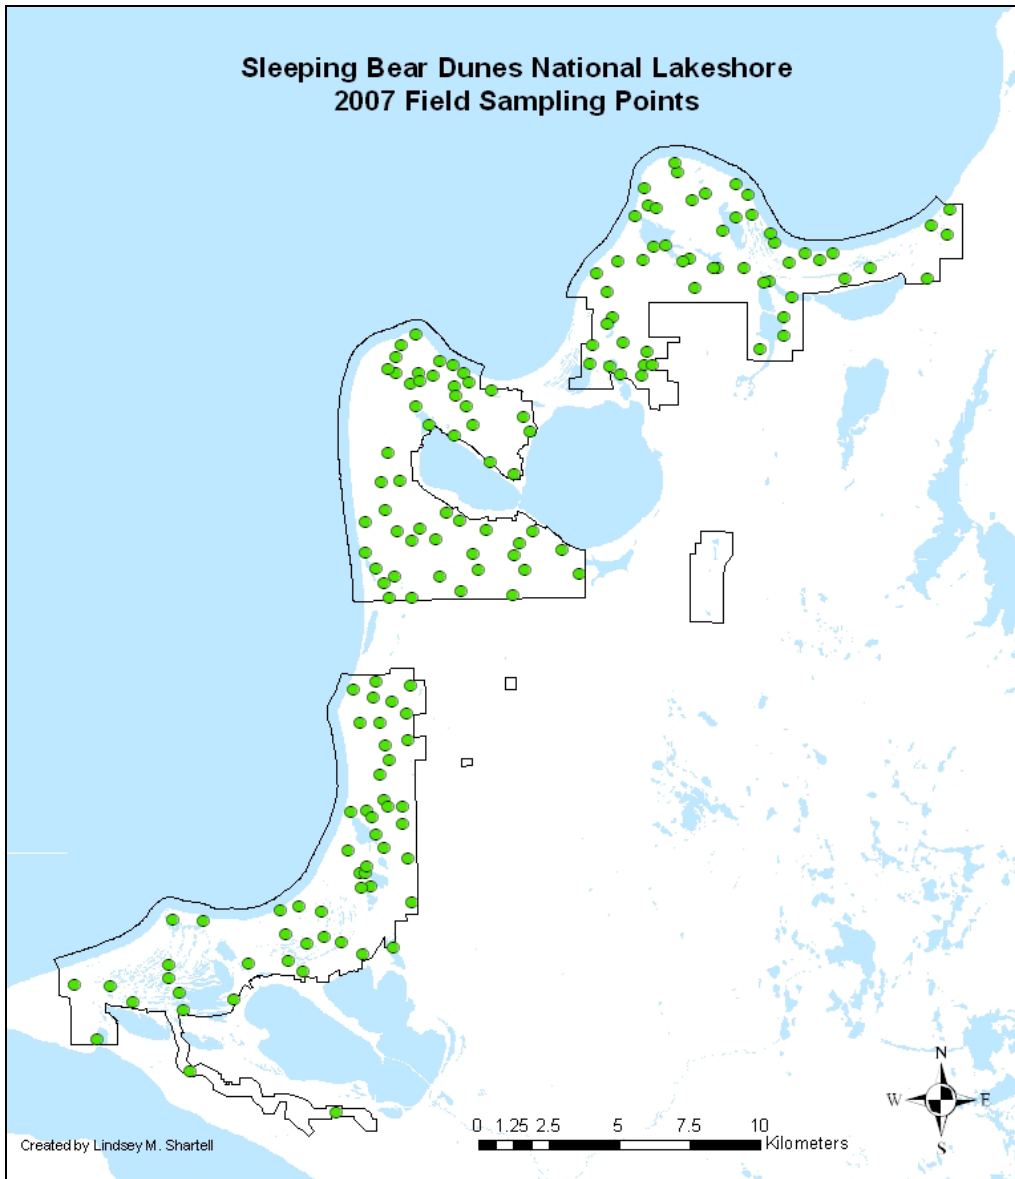 Sleeping Bear Dunes National Lakeshore
2007 Field Sampling Points
N
W E
S
0 1.25 2.5 5 7.5 10
Kilometers
Created by Lindsey M. Shartell